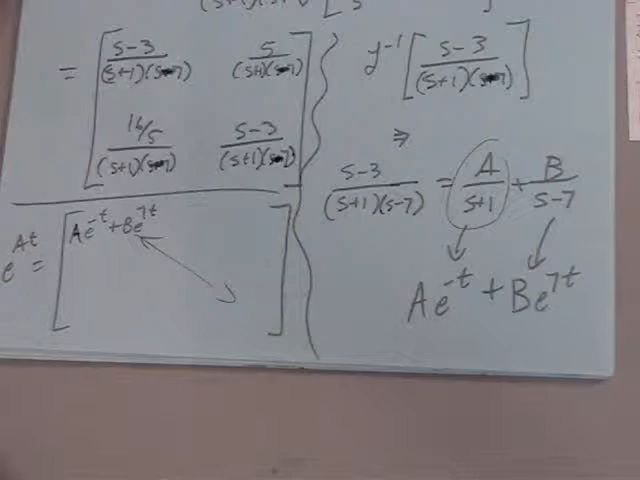 = [ (s-3)/((s+1)(s-7))   5/((s+1)(s-7)) ]
[ (16/5)/((s+1)(s-7))   (s-3)/((s+1)(s-7)) ]
e^{At} = [ Ae^{-t}+Be^{7t} ]
y^{-1} [ (s-3)/((s+1)(s-7)) ]
⇒
(s-3)/((s+1)(s-7)) = A/(s+1) + B/(s-7)
Ae^{-t} + Be^{7t}